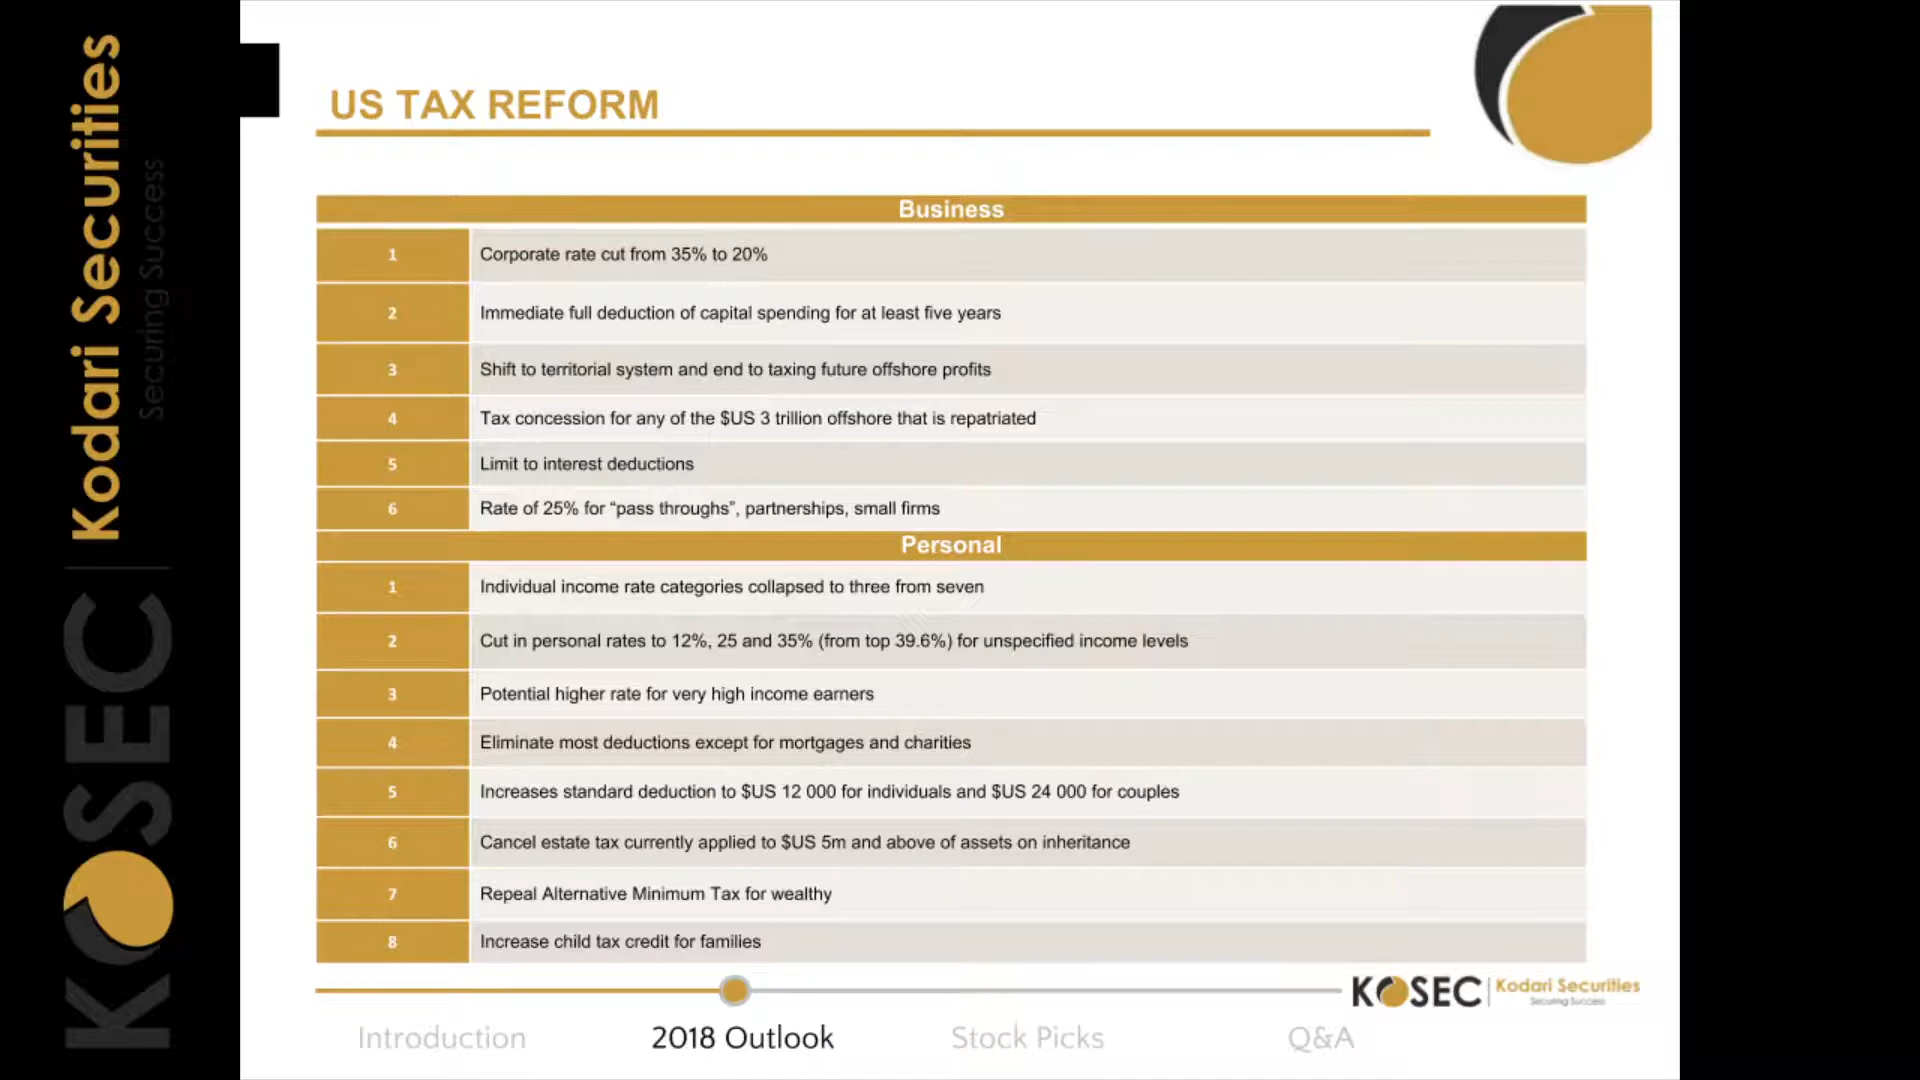 KOSEC | Kodari Securities
Securing Success
US TAX REFORM
Business
1 Corporate rate cut from 35% to 20%
2 Immediate full deduction of capital spending for at least five years
3 Shift to territorial system and end to taxing future offshore profits
4 Tax concession for any of the $US 3 trillion offshore that is repatriated
5 Limit to interest deductions
6 Rate of 25% for “pass throughs”, partnerships, small firms
Personal
1 Individual income rate categories collapsed to three from seven
2 Cut in personal rates to 12%, 25 and 35% (from top 39.6%) for unspecified income levels
3 Potential higher rate for very high income earners
4 Eliminate most deductions except for mortgages and charities
5 Increases standard deduction to $US 12 000 for individuals and $US 24 000 for couples
6 Cancel estate tax currently applied to $US 5m and above of assets on inheritance
7 Repeal Alternative Minimum Tax for wealthy
8 Increase child tax credit for families
KOSEC | Kodari Securities
Securing Success
Introduction 2018 Outlook Stock Picks Q&A